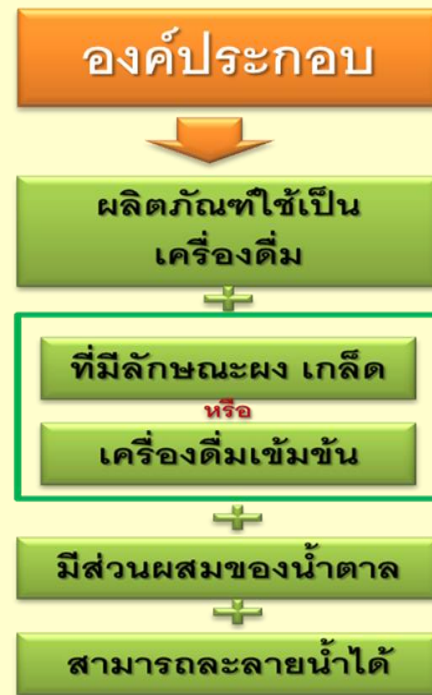 องค์ประกอบ
ผลิตภัณฑ์ใช้เป็น
เครื่องดื่ม
+
ที่มีลักษณะผง เกล็ด
หรือ
เครื่องดื่มเข้มข้น
+
มีส่วนผสมของน้ำตาล
+
สามารถละลายน้ำได้